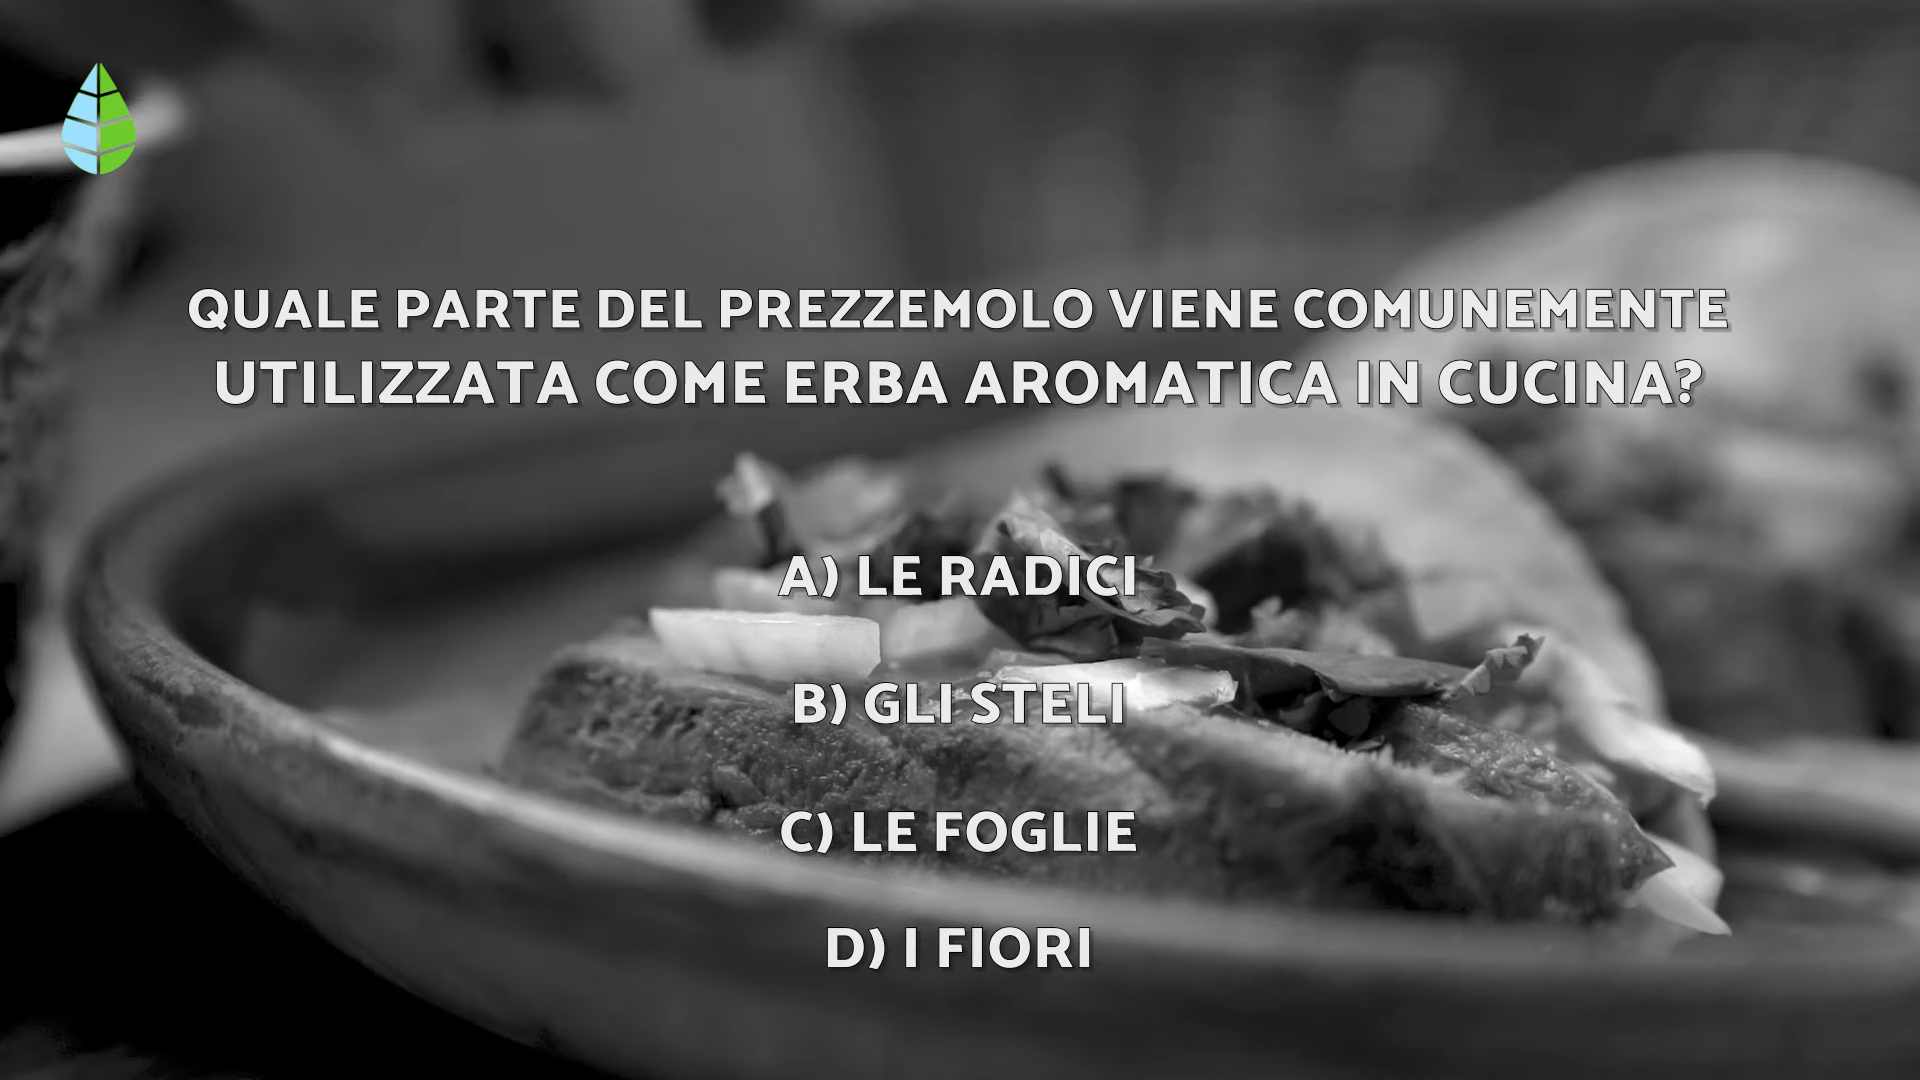 QUALE PARTE DEL PREZZEMOLO VIENE COMUNEMENTE
UTILIZZATA COME ERBA AROMATICA IN CUCINA?
A) LE RADICI
B) GLI STELI
C) LE FOGLIE
D) I FIORI